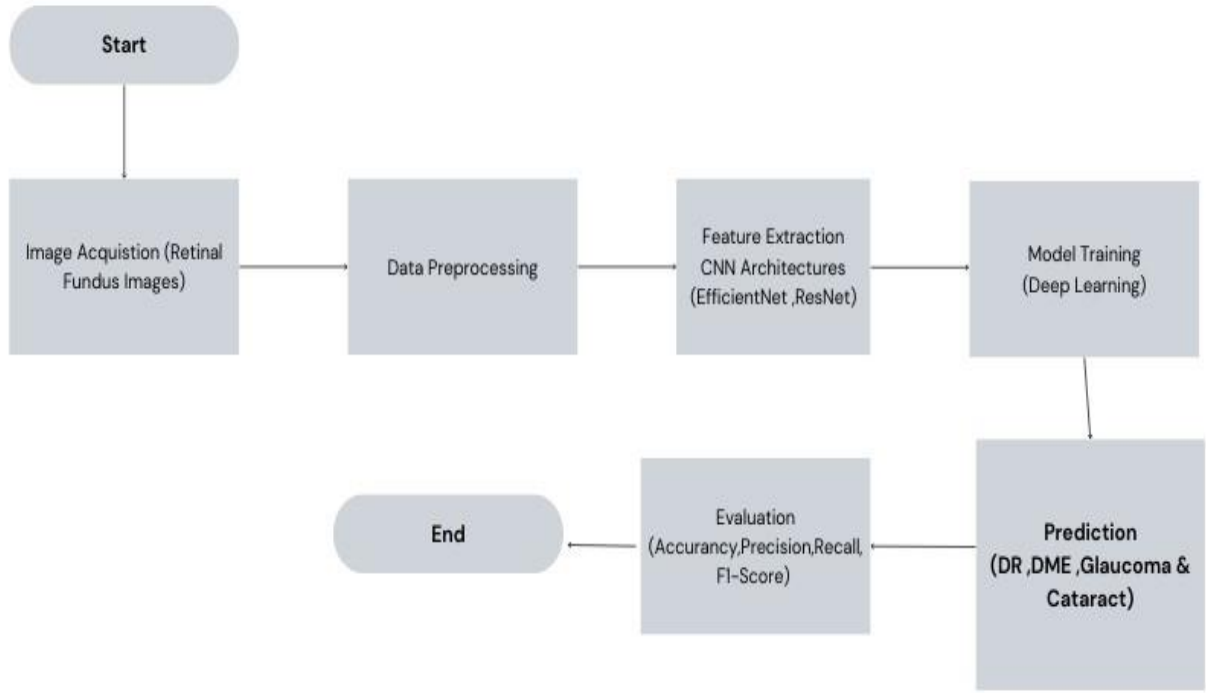 Start
Image Acquistion (Retinal
Fundus Images)
Data Preprocessing
Feature Extraction
CNN Architectures
(EfficientNet ,ResNet)
Model Training
(Deep Learning)
Prediction
(DR ,DME ,Glaucoma &
Cataract)
Evaluation
(Accurancy,Precision,Recall,
F1-Score)
End